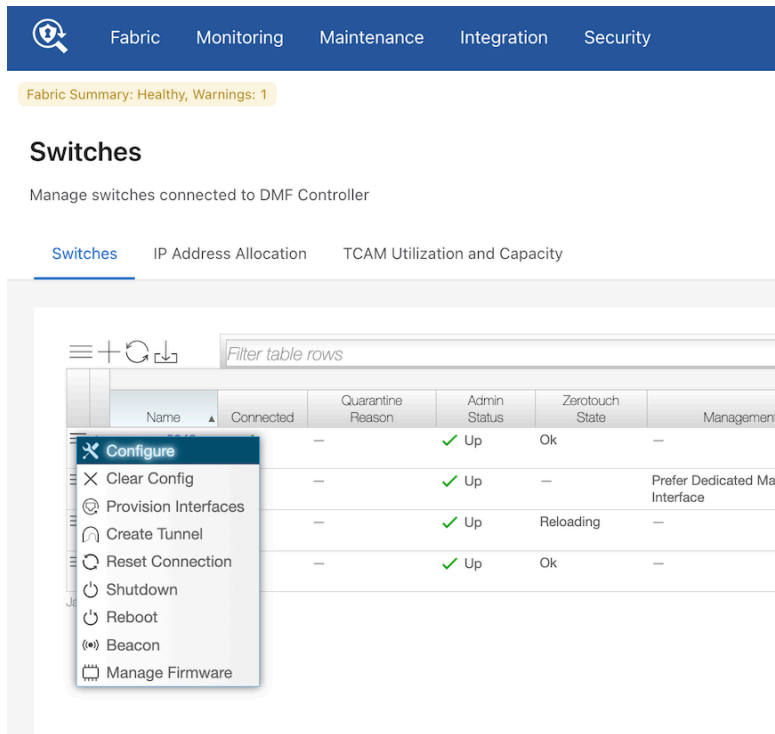 Fabric Monitoring Maintenance Integration Security
Fabric Summary: Healthy, Warnings: 1
Switches
Manage switches connected to DMF Controller
Switches IP Address Allocation TCAM Utilization and Capacity
Filter table rows
Name ▲ Connected Quarantine Reason Admin Status Zerotouch State Management
— Up Ok —
— Up — Prefer Dedicated Ma
Interface
— Up Reloading —
— Up Ok —
Configure
Clear Config
Provision Interfaces
Create Tunnel
Reset Connection
Shutdown
Reboot
Beacon
Manage Firmware